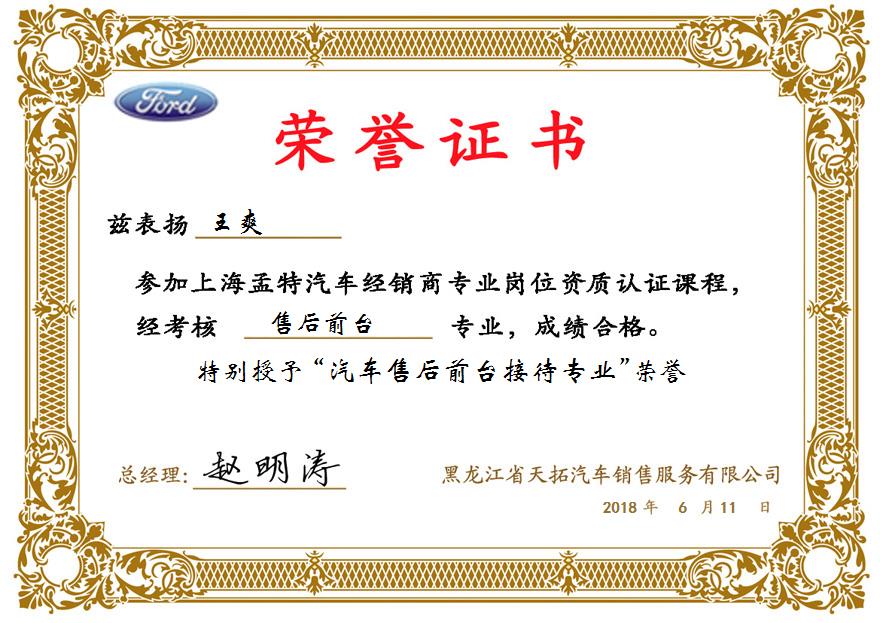 Ford
荣誉证书
兹表扬 王爽
参加上海孟特汽车经销商专业岗位资质认证课程，
经考核 售后前台 专业，成绩合格。
特别授予“汽车售后前台接待专业”荣誉
总经理: 赵明涛
黑龙江省天拓汽车销售服务有限公司
2018 年 6 月 11 日